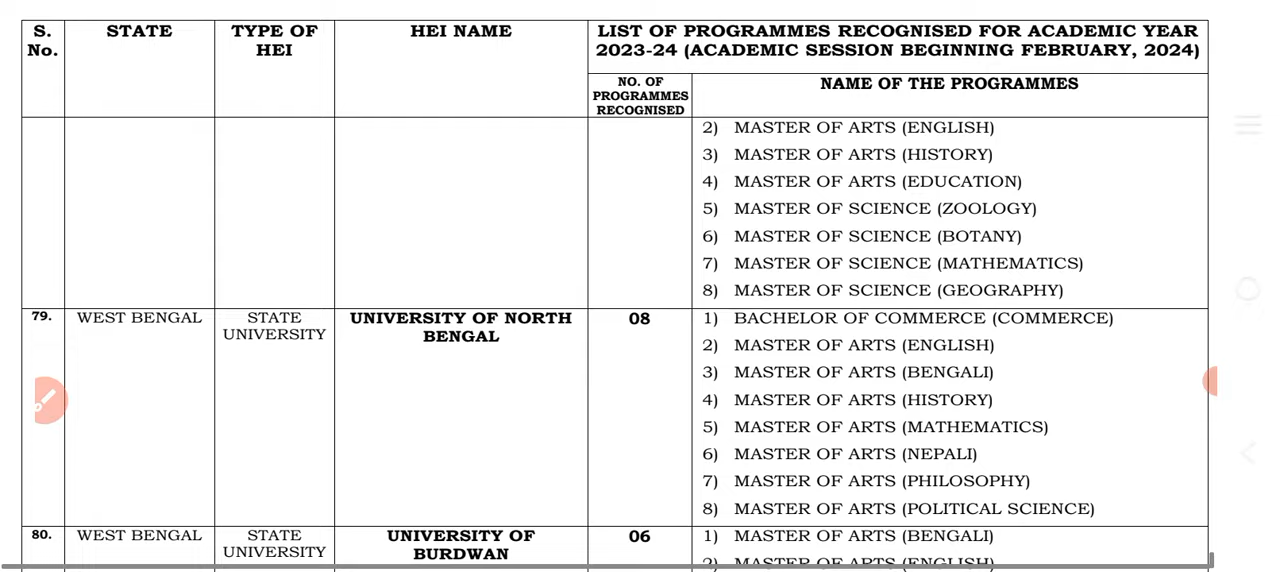 S. No.
STATE
TYPE OF HEI
HEI NAME
LIST OF PROGRAMMES RECOGNISED FOR ACADEMIC YEAR
2023-24 (ACADEMIC SESSION BEGINNING FEBRUARY, 2024)
NO. OF
PROGRAMMES
RECOGNISED
NAME OF THE PROGRAMMES
2) MASTER OF ARTS (ENGLISH)
3) MASTER OF ARTS (HISTORY)
4) MASTER OF ARTS (EDUCATION)
5) MASTER OF SCIENCE (ZOOLOGY)
6) MASTER OF SCIENCE (BOTANY)
7) MASTER OF SCIENCE (MATHEMATICS)
8) MASTER OF SCIENCE (GEOGRAPHY)
79.
WEST BENGAL
STATE
UNIVERSITY
UNIVERSITY OF NORTH
BENGAL
08
1) BACHELOR OF COMMERCE (COMMERCE)
2) MASTER OF ARTS (ENGLISH)
3) MASTER OF ARTS (BENGALI)
4) MASTER OF ARTS (HISTORY)
5) MASTER OF ARTS (MATHEMATICS)
6) MASTER OF ARTS (NEPALI)
7) MASTER OF ARTS (PHILOSOPHY)
8) MASTER OF ARTS (POLITICAL SCIENCE)
80.
WEST BENGAL
STATE
UNIVERSITY
UNIVERSITY OF
BURDWAN
06
1) MASTER OF ARTS (BENGALI)
2) MASTER OF ARTS (ENGLISH)